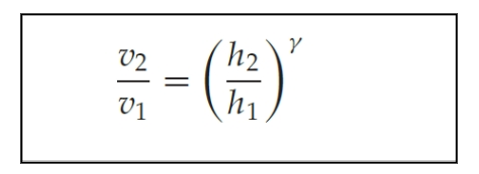 v₂/v₁ = (h₂/h₁)^γ